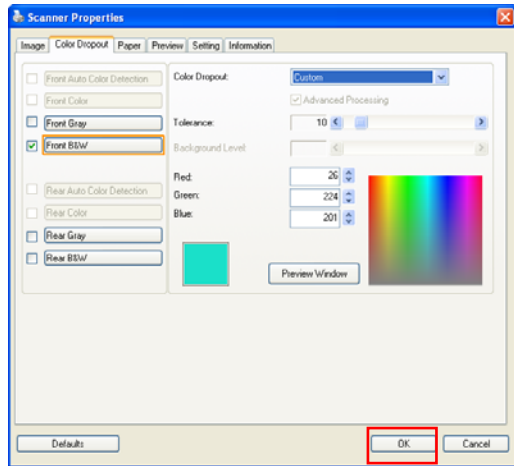 Scanner Properties
Image Color Dropout Paper Preview Setting Information
Front Auto Color Detection
Front Color
Front Gray
Front B&W
Rear Auto Color Detection
Rear Color
Rear Gray
Rear B&W
Color Dropout: Custom
Advanced Processing
Tolerance: 10
Background Level:
Red: 26
Green: 224
Blue: 201
Preview Window
Defaults OK Cancel